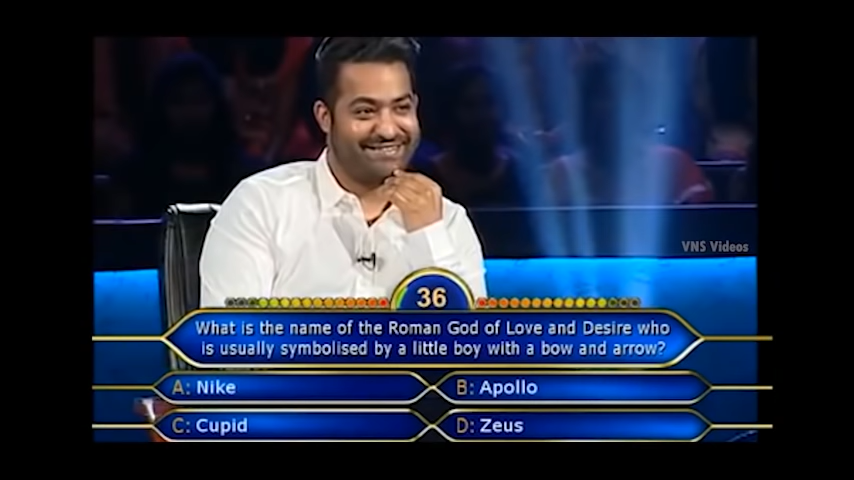 VNS Videos
36
What is the name of the Roman God of Love and Desire who
is usually symbolised by a little boy with a bow and arrow?
A: Nike
B: Apollo
C: Cupid
D: Zeus